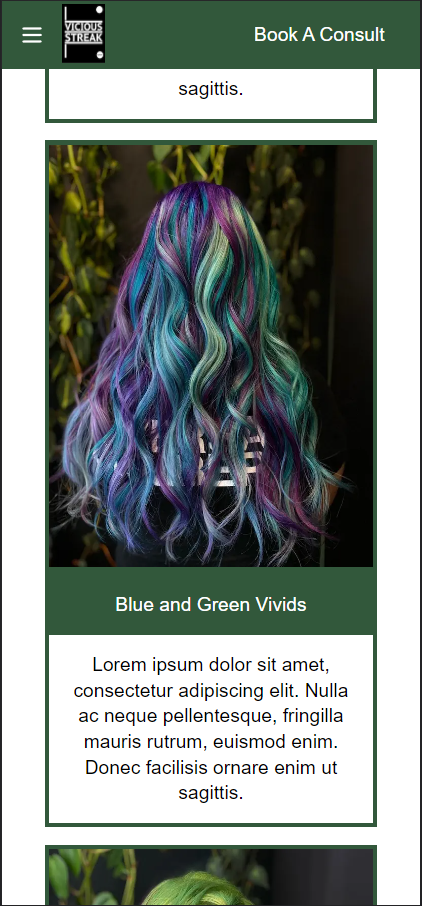 VICIOUS
STREAK
Book A Consult
sagittis.
Blue and Green Vivids
Lorem ipsum dolor sit amet,
consectetur adipiscing elit. Nulla
ac neque pellentesque, fringilla
mauris rutrum, euismod enim.
Donec facilisis ornare enim ut
sagittis.